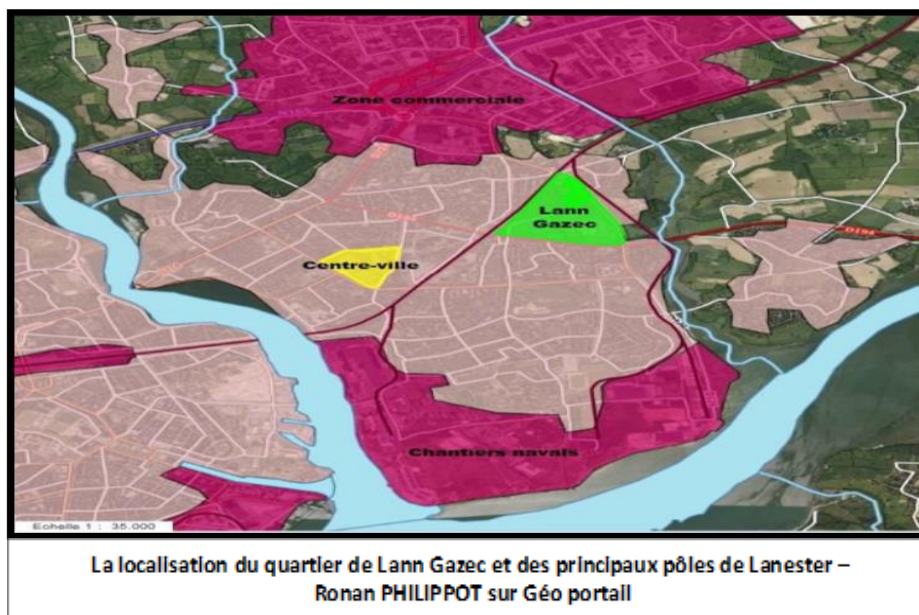 Zone commerciale
Lann
Gazec
D194
Centre-ville
Chantiers navals
Echelle 1 : 35.000
La localisation du quartier de Lann Gazec et des principaux pôles de Lanester –
Ronan PHILIPPOT sur Géo portail